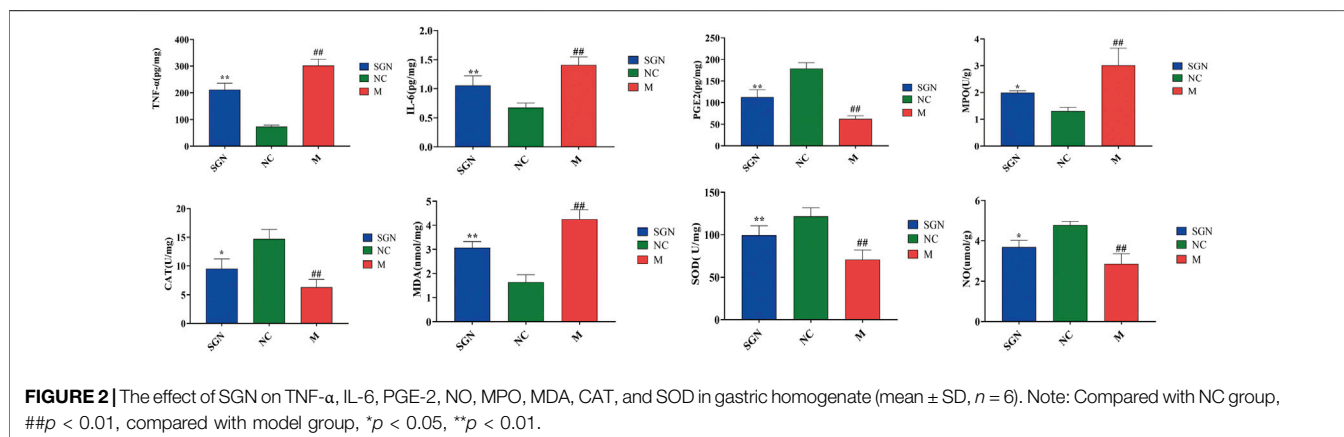 TNF-α(pg/mg)
400
300
200
100
0
**
##
SGN
NC
M
SGN
NC
M
IL-6(pg/mg)
2.0
1.5
1.0
0.5
0.0
**
##
SGN
NC
M
SGN
NC
M
PGE2(pg/mg)
200
150
100
50
0
**
##
SGN
NC
M
SGN
NC
M
MPO(U/g)
4
3
2
1
0
*
##
SGN
NC
M
SGN
NC
M
CAT(U/mg)
20
15
10
5
0
*
##
SGN
NC
M
SGN
NC
M
MDA(nmol/mg)
5
4
3
2
1
0
**
##
SGN
NC
M
SGN
NC
M
SOD( U/mg)
150
100
50
0
**
##
SGN
NC
M
SGN
NC
M
NO(umol/g)
6
4
2
0
*
##
SGN
NC
M
SGN
NC
M
FIGURE 2 | The effect of SGN on TNF-α, IL-6, PGE-2, NO, MPO, MDA, CAT, and SOD in gastric homogenate (mean ± SD, n = 6). Note: Compared with NC group,
##p < 0.01, compared with model group, *p < 0.05, **p < 0.01.